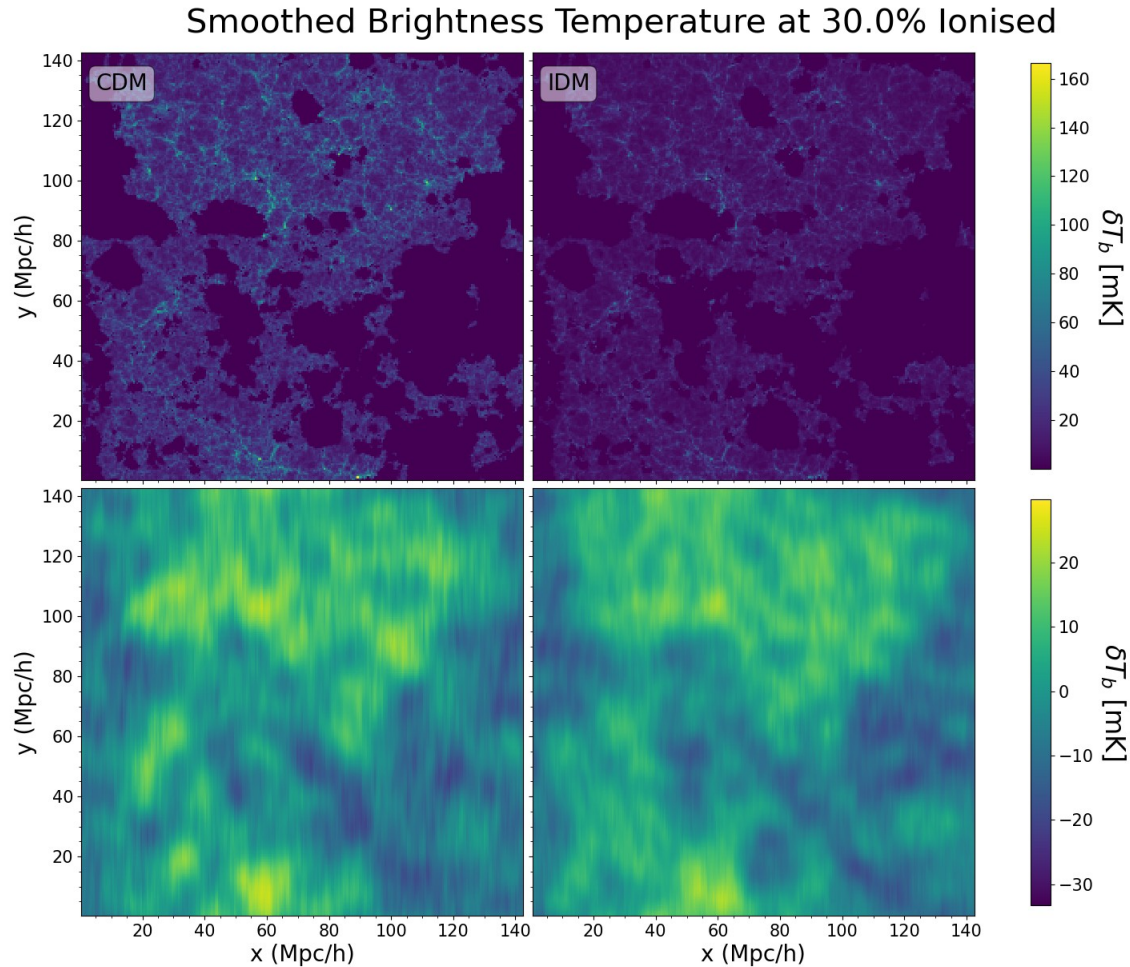 Smoothed Brightness Temperature at 30.0% Ionised
CDM
IDM
140
120
100
80
60
40
20
y (Mpc/h)
160
140
120
100
80
60
40
20
δT_b [mK]
140
120
100
80
60
40
20
y (Mpc/h)
20 40 60 80 100 120 140
x (Mpc/h)
20 40 60 80 100 120 140
x (Mpc/h)
20
10
0
−10
−20
−30
δT_b [mK]